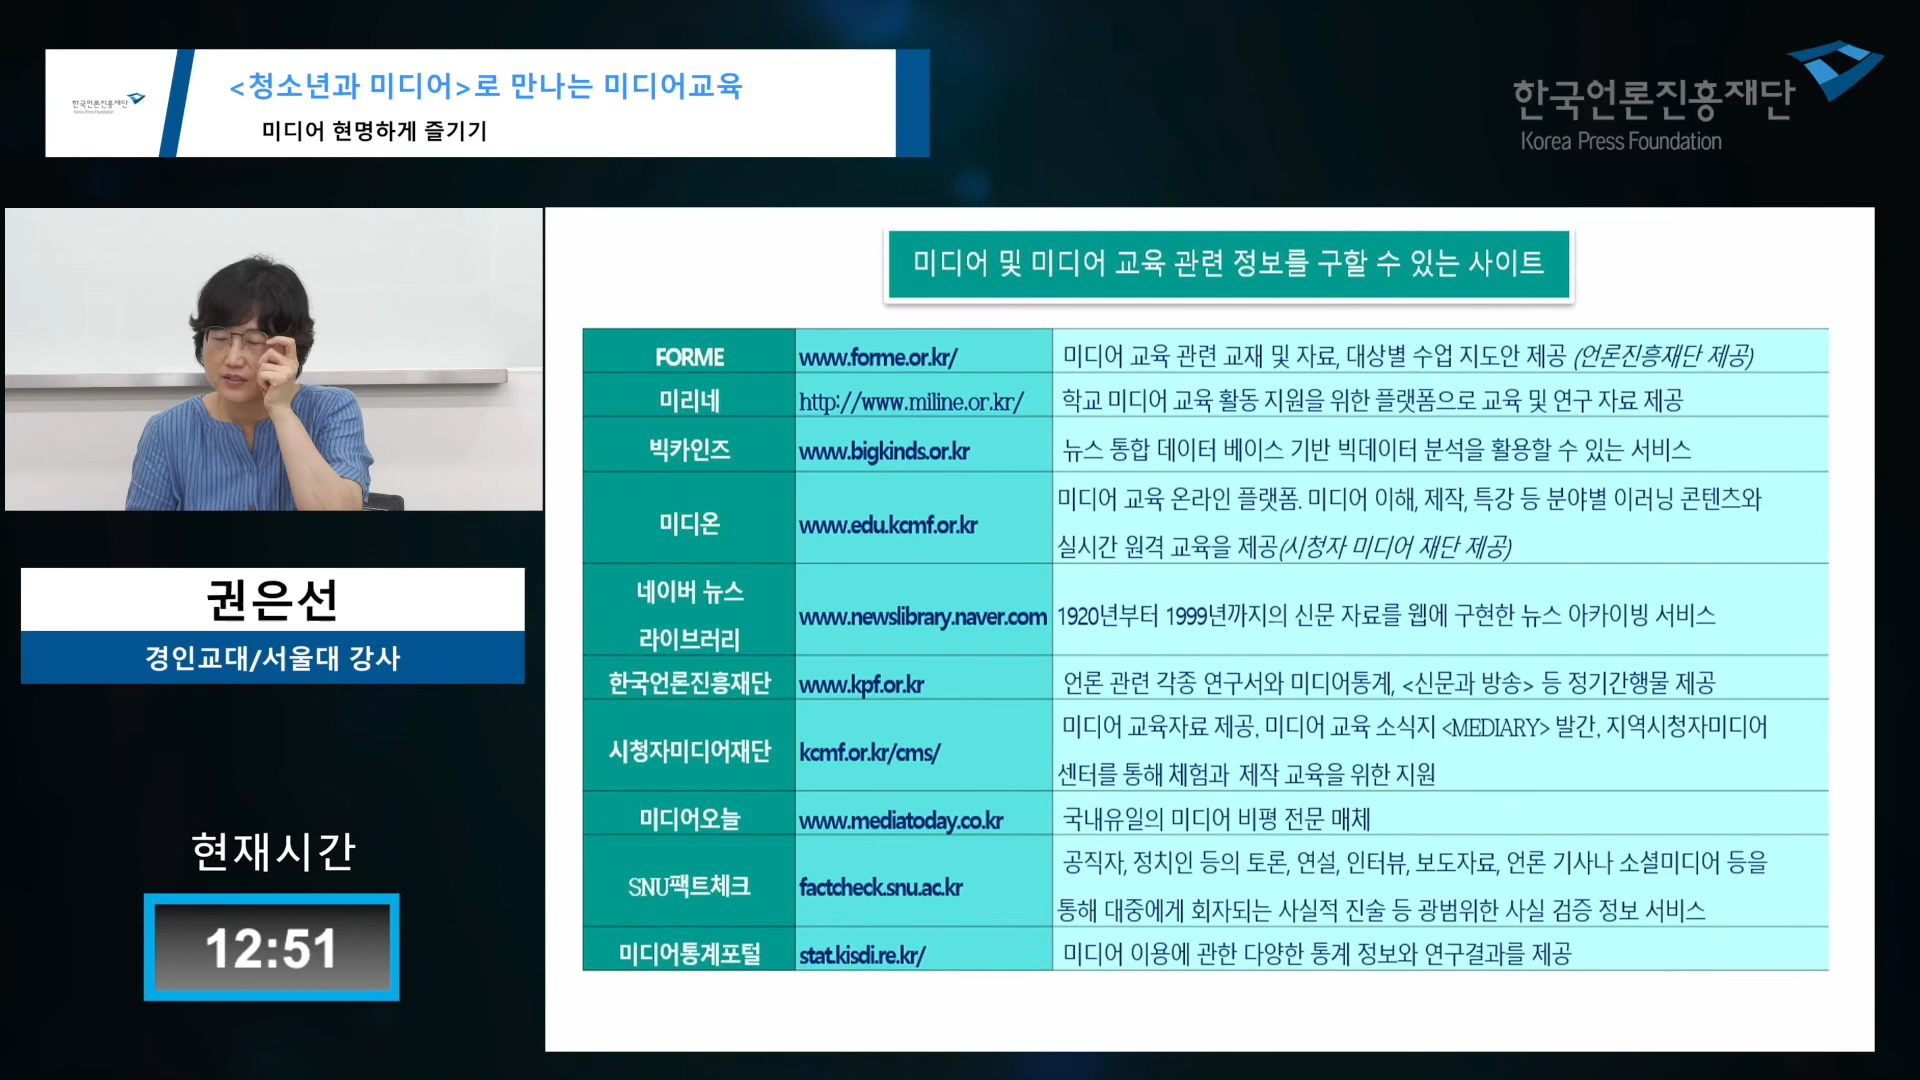 <청소년과 미디어>로 만나는 미디어교육
미디어 현명하게 즐기기
한국언론진흥재단
Korea Press Foundation
한국언론진흥재단
Korea Press Foundation
미디어 및 미디어 교육 관련 정보를 구할 수 있는 사이트
FORME www.forme.or.kr/ 미디어 교육 관련 교재 및 자료, 대상별 수업 지도안 제공 (언론진흥재단 제공)
미리네 http://www.miline.or.kr/ 학교 미디어 교육 활동 지원을 위한 플랫폼으로 교육 및 연구 자료 제공
빅카인즈 www.bigkinds.or.kr 뉴스 통합 데이터 베이스 기반 빅데이터 분석을 활용할 수 있는 서비스
미디온 www.edu.kcmf.or.kr 미디어 교육 온라인 플랫폼. 미디어 이해, 제작, 특강 등 분야별 이러닝 콘텐츠와
실시간 원격 교육을 제공(시청자 미디어 재단 제공)
네이버 뉴스
라이브러리 www.newslibrary.naver.com 1920년부터 1999년까지의 신문 자료를 웹에 구현한 뉴스 아카이빙 서비스
한국언론진흥재단 www.kpf.or.kr 언론 관련 각종 연구서와 미디어통계, <신문과 방송> 등 정기간행물 제공
시청자미디어재단 kcmf.or.kr/cms/ 미디어 교육자료 제공, 미디어 교육 소식지 <MEDIARY> 발간, 지역시청자미디어
센터를 통해 체험과 제작 교육을 위한 지원
미디어오늘 www.mediatoday.co.kr 국내유일의 미디어 비평 전문 매체
SNU팩트체크 factcheck.snu.ac.kr 공직자, 정치인 등의 토론, 연설, 인터뷰, 보도자료, 언론 기사나 소셜미디어 등을
통해 대중에게 회자되는 사실적 진술 등 광범위한 사실 검증 정보 서비스
미디어통계포털 stat.kisdi.re.kr/ 미디어 이용에 관한 다양한 통계 정보와 연구결과를 제공
권은선
경인교대/서울대 강사
현재시간
12:51